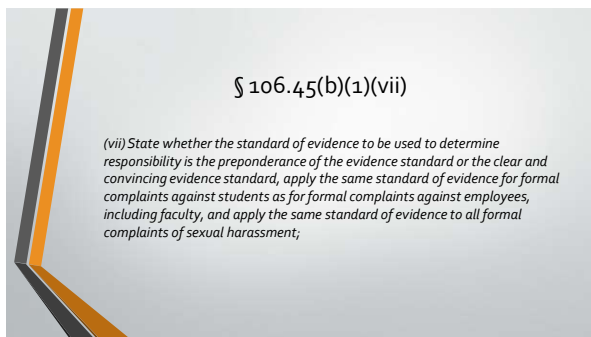 § 106.45(b)(1)(vii)
(vii) State whether the standard of evidence to be used to determine
responsibility is the preponderance of the evidence standard or the clear and
convincing evidence standard, apply the same standard of evidence for formal
complaints against students as for formal complaints against employees,
including faculty, and apply the same standard of evidence to all formal
complaints of sexual harassment;